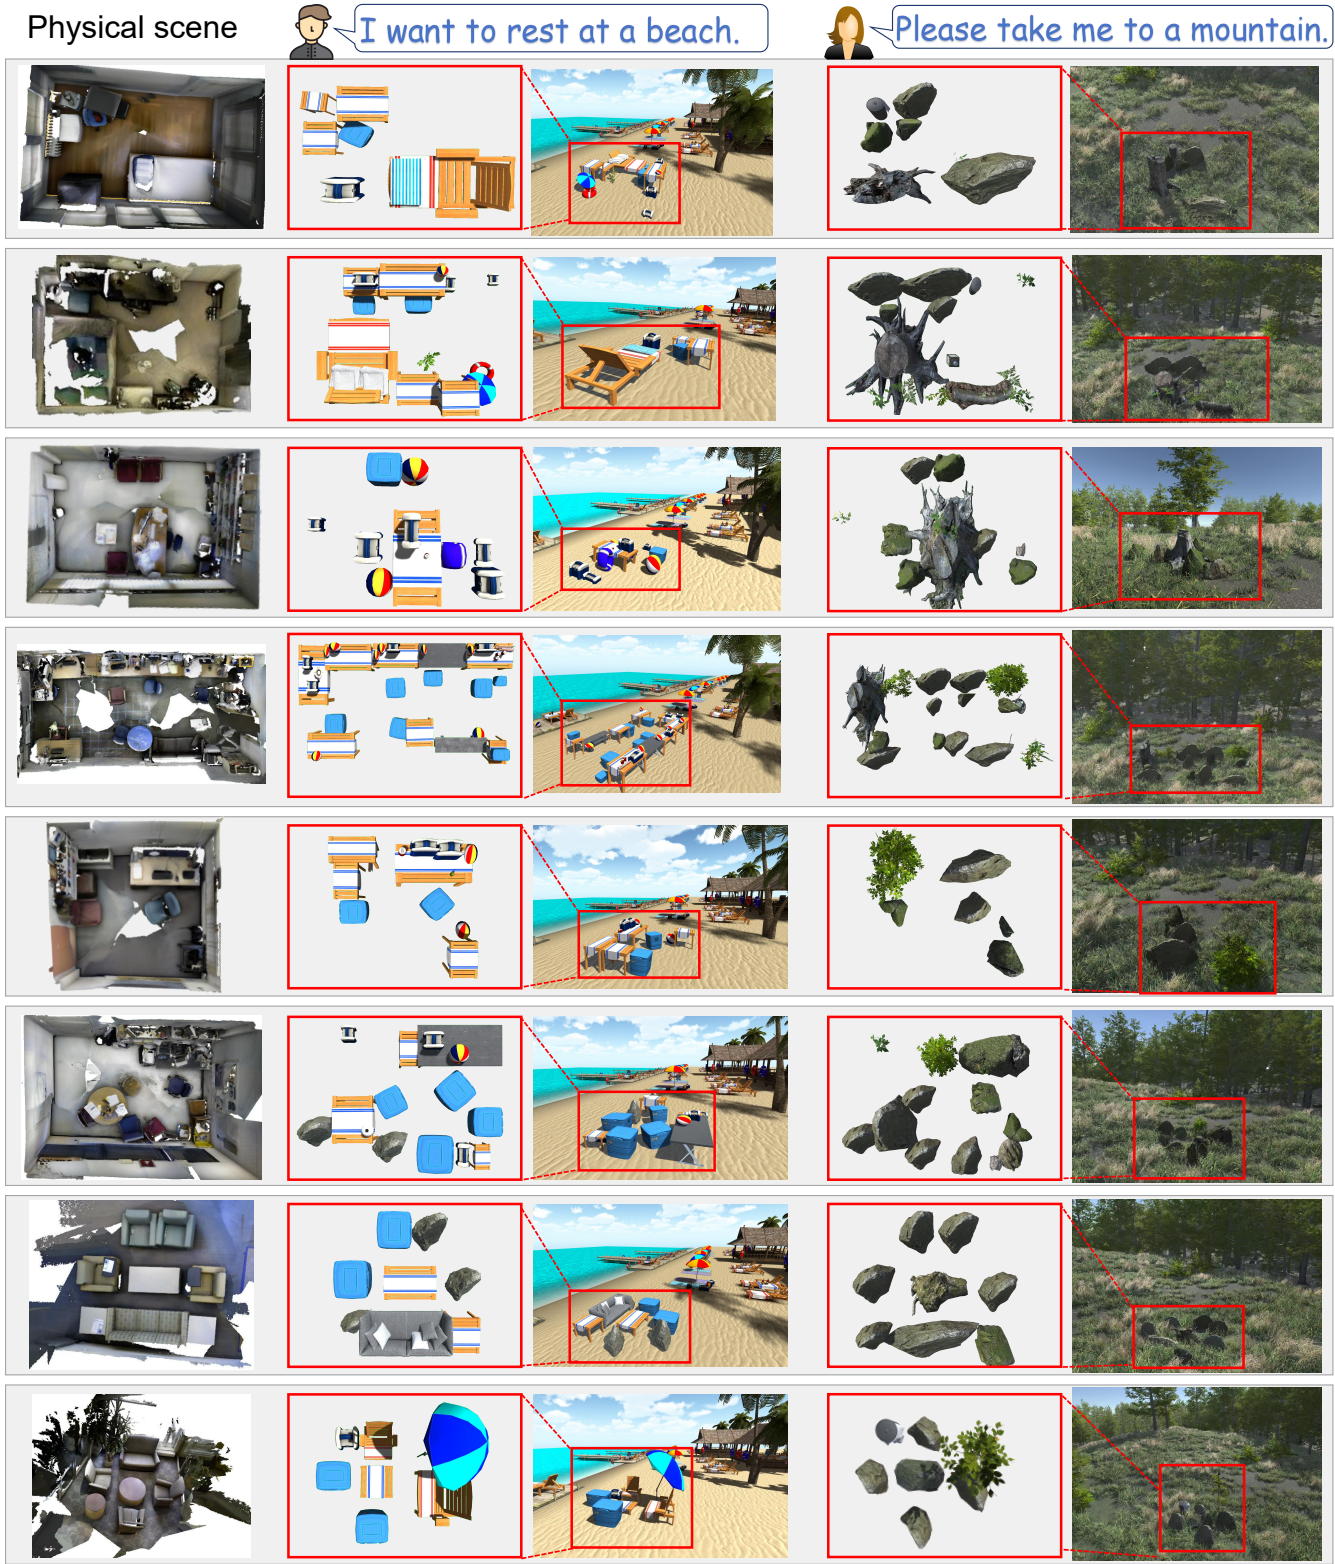 Physical scene
I want to rest at a beach.
Please take me to a mountain.